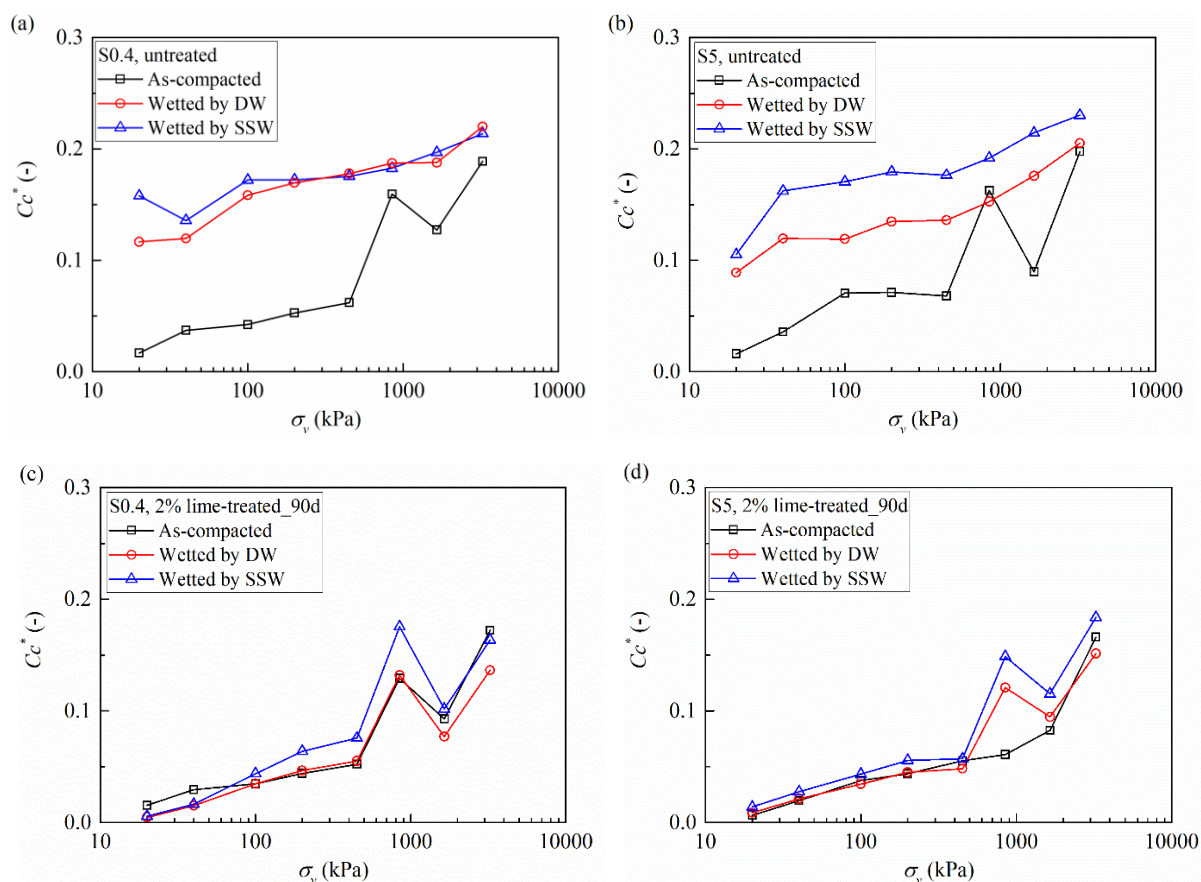 (a)
S0.4, untreated
As-compacted
Wetted by DW
Wetted by SSW
0.3
0.2
0.1
0.0
Cc* (-)
10 100 1000 10000
σv (kPa)
(b)
S5, untreated
As-compacted
Wetted by DW
Wetted by SSW
0.3
0.2
0.1
0.0
Cc* (-)
10 100 1000 10000
σv (kPa)
(c)
S0.4, 2% lime-treated_90d
As-compacted
Wetted by DW
Wetted by SSW
0.3
0.2
0.1
0.0
Cc* (-)
10 100 1000 10000
σv (kPa)
(d)
S5, 2% lime-treated_90d
As-compacted
Wetted by DW
Wetted by SSW
0.3
0.2
0.1
0.0
Cc* (-)
10 100 1000 10000
σv (kPa)